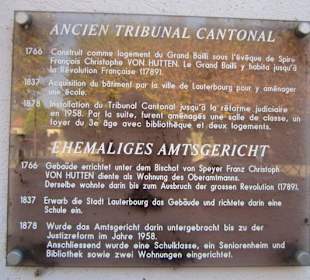 ANCIEN TRIBUNAL CANTONAL
1766 Construit comme logement du Grand Bailli sous l'évêque de Spire
François Christophe VON HUTTEN. Le Grand Bailli y habita jusqu'à
la Révolution Française (1789).
1837 Acquisition du bâtiment par la ville de Lauterbourg pour y aménager
une école.
1878 Installation du Tribunal Cantonal jusqu'à la réforme judiciaire
en 1958. Par la suite, furent aménagés une salle de classe, un
foyer du 3e âge avec bibliothèque et deux logements.
EHEMALIGES AMTSGERICHT
1766 Gebäude errichtet unter dem Bischof von Speyer Franz Christoph
VON HUTTEN diente als Wohnung des Oberamtmanns.
Derselbe wohnte darin bis zum Ausbruch der grossen Revolution (1789).
1837 Erwarb die Stadt Lauterbourg das Gebäude und richtete darin eine
Schule ein.
1878 Wurde das Amtsgericht darin untergebracht bis zu der
Justizreform im Jahre 1958.
Anschliessend wurde eine Schulklasse, ein Seniorenheim und
Bibliothek sowie zwei Wohnungen eingerichtet.